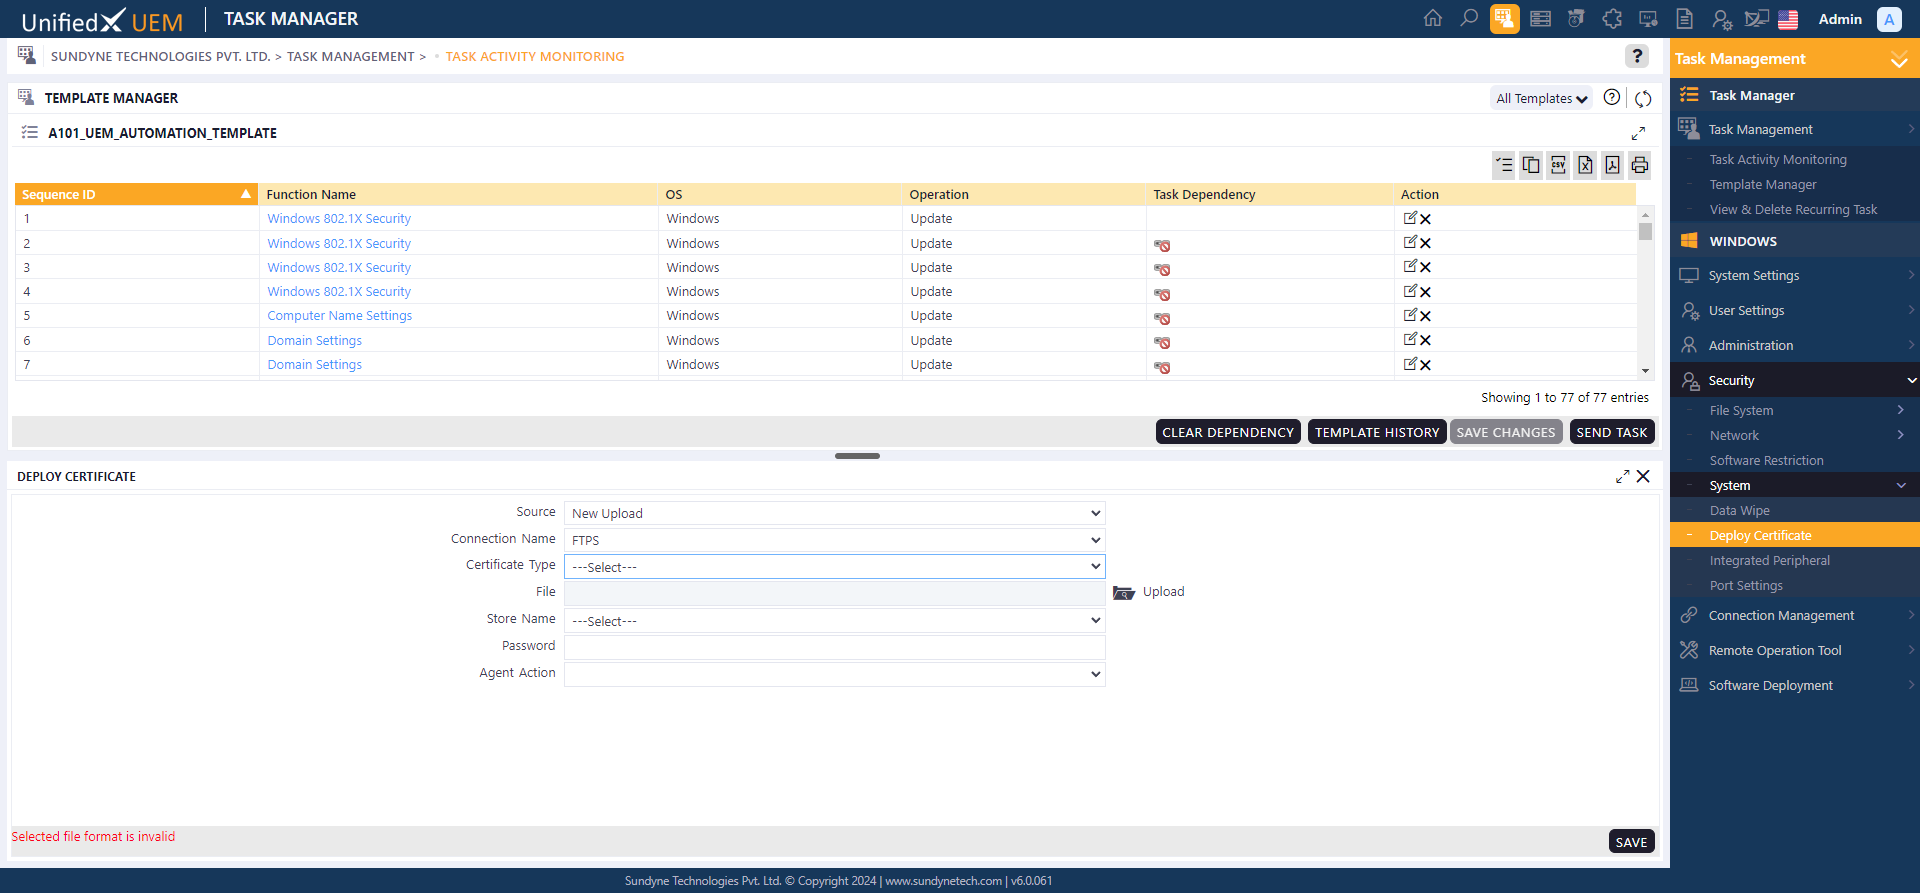 UnifiedX UEM TASK MANAGER Admin A
SUNDYNE TECHNOLOGIES PVT. LTD. > TASK MANAGEMENT > • TASK ACTIVITY MONITORING ?
TEMPLATE MANAGER All Templates
A101_UEM_AUTOMATION_TEMPLATE
CSV
Sequence ID Function Name OS Operation Task Dependency Action
1 Windows 802.1X Security Windows Update
2 Windows 802.1X Security Windows Update
3 Windows 802.1X Security Windows Update
4 Windows 802.1X Security Windows Update
5 Computer Name Settings Windows Update
6 Domain Settings Windows Update
7 Domain Settings Windows Update
Showing 1 to 77 of 77 entries
CLEAR DEPENDENCY TEMPLATE HISTORY SAVE CHANGES SEND TASK
DEPLOY CERTIFICATE
Source New Upload
Connection Name FTPS
Certificate Type ---Select---
File Upload
Store Name ---Select---
Password
Agent Action
Selected file format is invalid
SAVE
Task Management
Task Manager
Task Management
Task Activity Monitoring
Template Manager
View & Delete Recurring Task
WINDOWS
System Settings
User Settings
Administration
Security
File System
Network
Software Restriction
System
Data Wipe
Deploy Certificate
Integrated Peripheral
Port Settings
Connection Management
Remote Operation Tool
Software Deployment
Sundyne Technologies Pvt. Ltd. © Copyright 2024 | www.sundynetech.com | v6.0.061